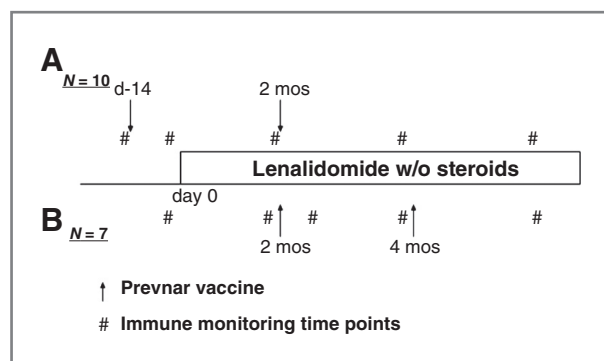 A N = 10
d-14 2 mos
# # # # #
Lenalidomide w/o steroids
day 0
# # # # #
B N = 7
2 mos 4 mos
Prevnar vaccine
# Immune monitoring time points